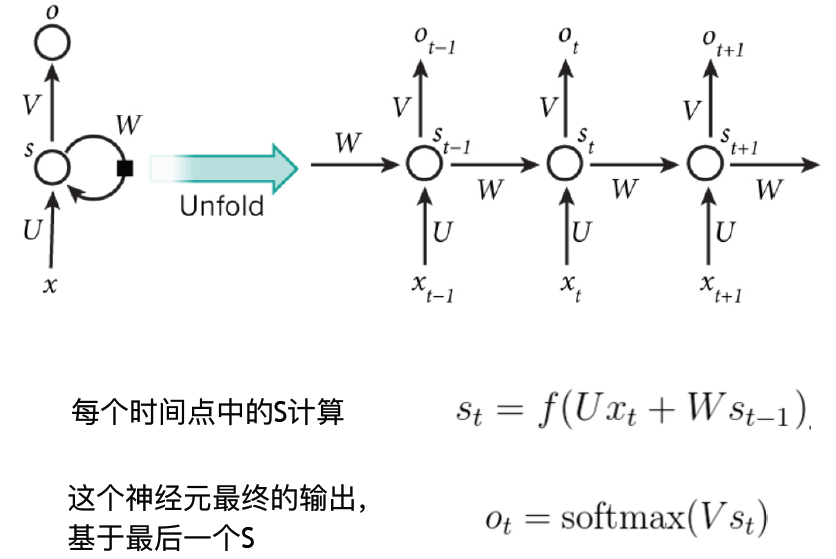 o
o_{t-1} o_t o_{t+1}
V V V V
s W W s_{t-1} s_t s_{t+1}
W W W
Unfold
U U U U
x x_{t-1} x_t x_{t+1}
每个时间点中的S计算 s_t = f(Ux_t + Ws_{t-1}).
这个神经元最终的输出,
基于最后一个S o_t = softmax(Vs_t)